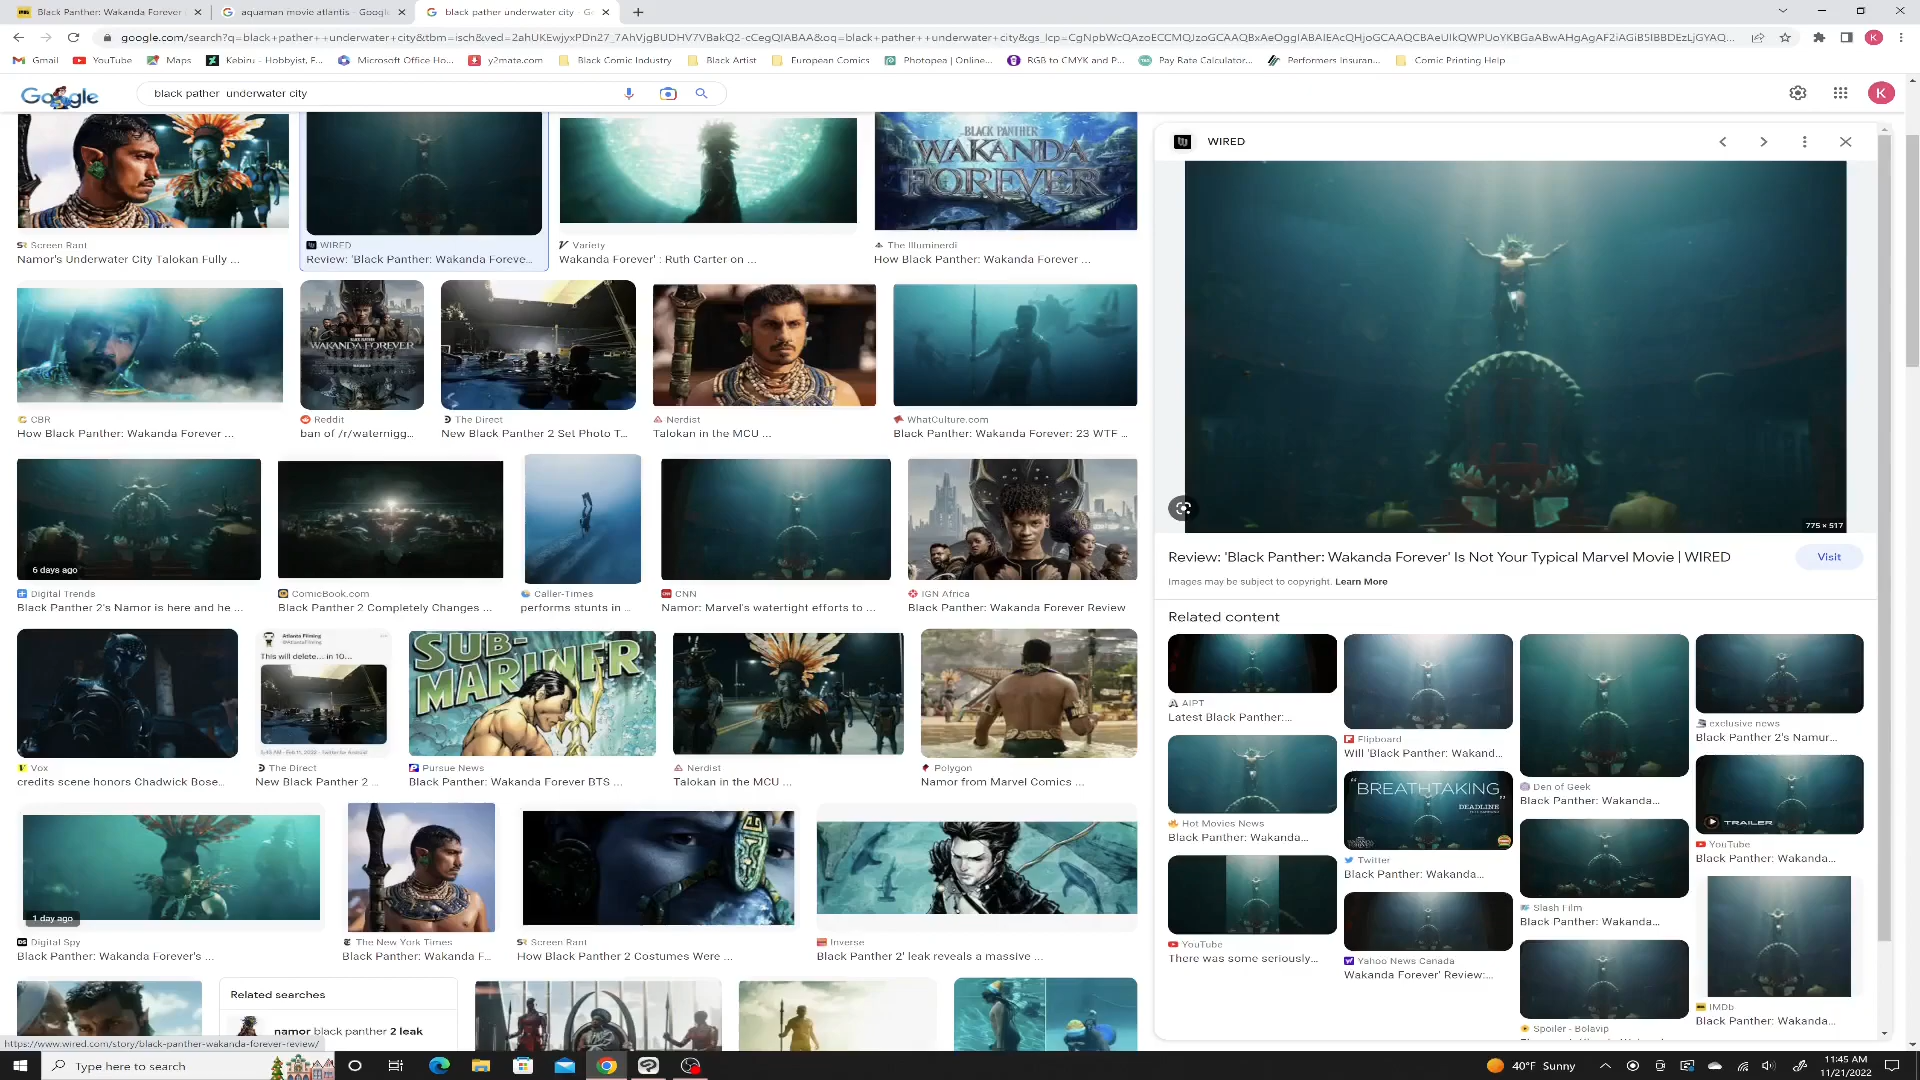 Black Panther: Wakanda Forever
aquaman movie atlantis - Google
black pather underwater city - G
Gmail
YouTube
Maps
Kebiru - Hobbyist, F...
Microsoft Office Ho...
y2mate.com
Black Comic Industry
Black Artist
European Comics
Photopea | Online...
RGB to CMYK and P...
Pay Rate Calculator...
Performers Insuran...
Comic Printing Help
Google
black pather  underwater city
K
Screen Rant
Namor's Underwater City Talokan Fully ...
WIRED
Review: 'Black Panther: Wakanda Foreve...
Variety
Wakanda Forever' : Ruth Carter on ...
BLACK PANTHER
WAKANDA
FOREVER
The Illuminerdi
How Black Panther: Wakanda Forever ...
CBR
How Black Panther: Wakanda Forever ...
WAKANDA FOREVER
Reddit
ban of /r/waternigg...
The Direct
New Black Panther 2 Set Photo T...
Nerdist
Talokan in the MCU ...
WhatCulture.com
Black Panther: Wakanda Forever: 23 WTF ...
6 days ago
Digital Trends
Black Panther 2's Namor is here and he ...
ComicBook.com
Black Panther 2 Completely Changes ...
Caller-Times
performs stunts in ...
CNN
Namor: Marvel's watertight efforts to ...
IGN Africa
Black Panther: Wakanda Forever Review
Vox
credits scene honors Chadwick Bose...
Atlanta Filming
This will delete... in 10...
The Direct
New Black Panther 2 ...
SUB-
MARINER
Pursue News
Black Panther: Wakanda Forever BTS ...
Nerdist
Talokan in the MCU ...
Polygon
Namor from Marvel Comics ...
1 day ago
Digital Spy
Black Panther: Wakanda Forever's ...
The New York Times
Black Panther: Wakanda F...
Screen Rant
How Black Panther 2 Costumes Were ...
Inverse
Black Panther 2' leak reveals a massive ...
Related searches
namor black panther 2 leak
https://www.wired.com/story/black-panther-wakanda-forever-review/
WIRED
775 × 517
Review: 'Black Panther: Wakanda Forever' Is Not Your Typical Marvel Movie | WIRED
Visit
Images may be subject to copyright. Learn More
Related content
AIPT
Latest Black Panther:...
Flipboard
Will 'Black Panther: Wakand...
Den of Geek
Black Panther: Wakanda...
exclusive news
Black Panther 2's Namur...
Hot Movies News
Black Panther: Wakanda...
"BREATHTAKING"
DEADLINE
Twitter
Black Panther: Wakanda...
Slash Film
Black Panther: Wakanda...
TRAILER
YouTube
Black Panther: Wakanda...
YouTube
There was some seriously...
Yahoo News Canada
Wakanda Forever' Review:...
Spoiler - Bolavip
IMDb
Black Panther: Wakanda...
Type here to search
40°F Sunny
11:45 AM
11/21/2022